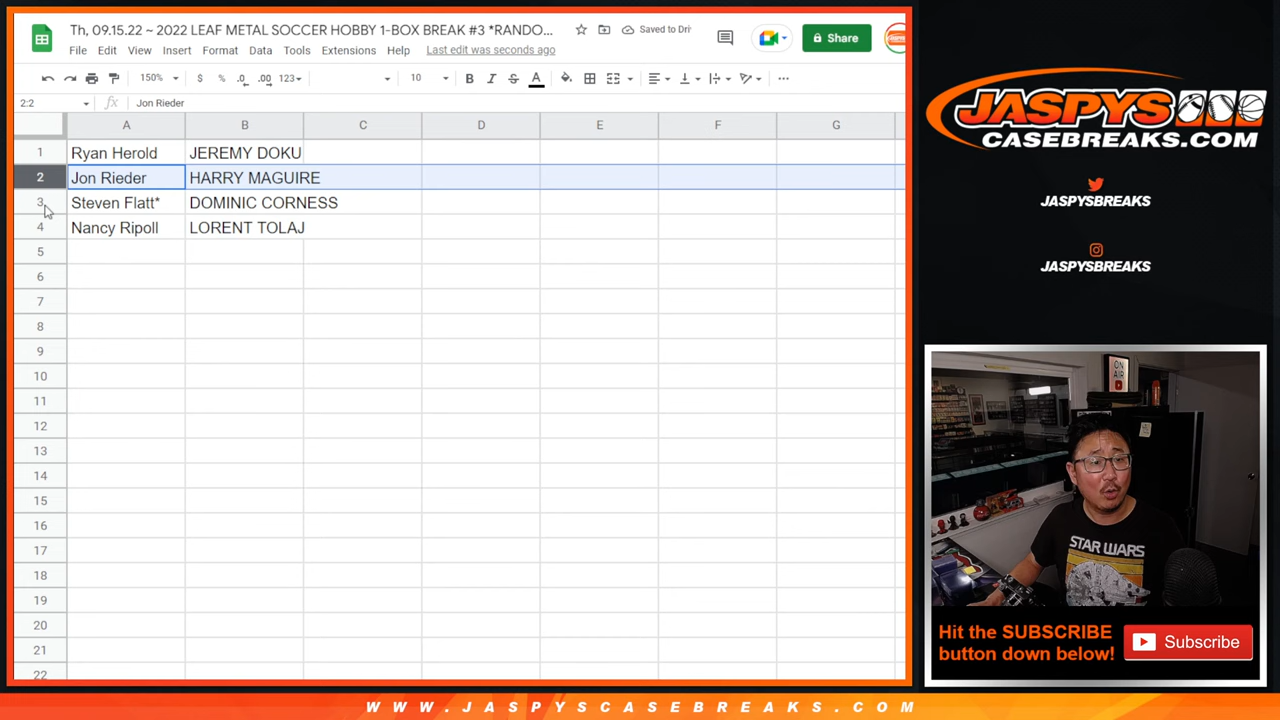 Th, 09.15.22 ~ 2022 LEAF METAL SOCCER HOBBY 1-BOX BREAK #3 *RANDO...
Saved to Dri
Share
File Edit View Insert Format Data Tools Extensions Help Last edit was seconds ago
150% $ % .0 .00 123 10 B I S A
2:2 fx Jon Rieder
A B C D E F G
1 Ryan Herold JEREMY DOKU
2 Jon Rieder HARRY MAGUIRE
3 Steven Flatt* DOMINIC CORNESS
4 Nancy Ripoll LORENT TOLAJ
5
6
7
8
9
10
11
12
13
14
15
16
17
18
19
20
21
22
JASPYS
CASEBREAKS.COM
JASPYSBREAKS
JASPYSBREAKS
ON
AIR
STAR WARS
Hit the SUBSCRIBE
button down below!
Subscribe
WWW.JASPYSCASEBREAKS.COM